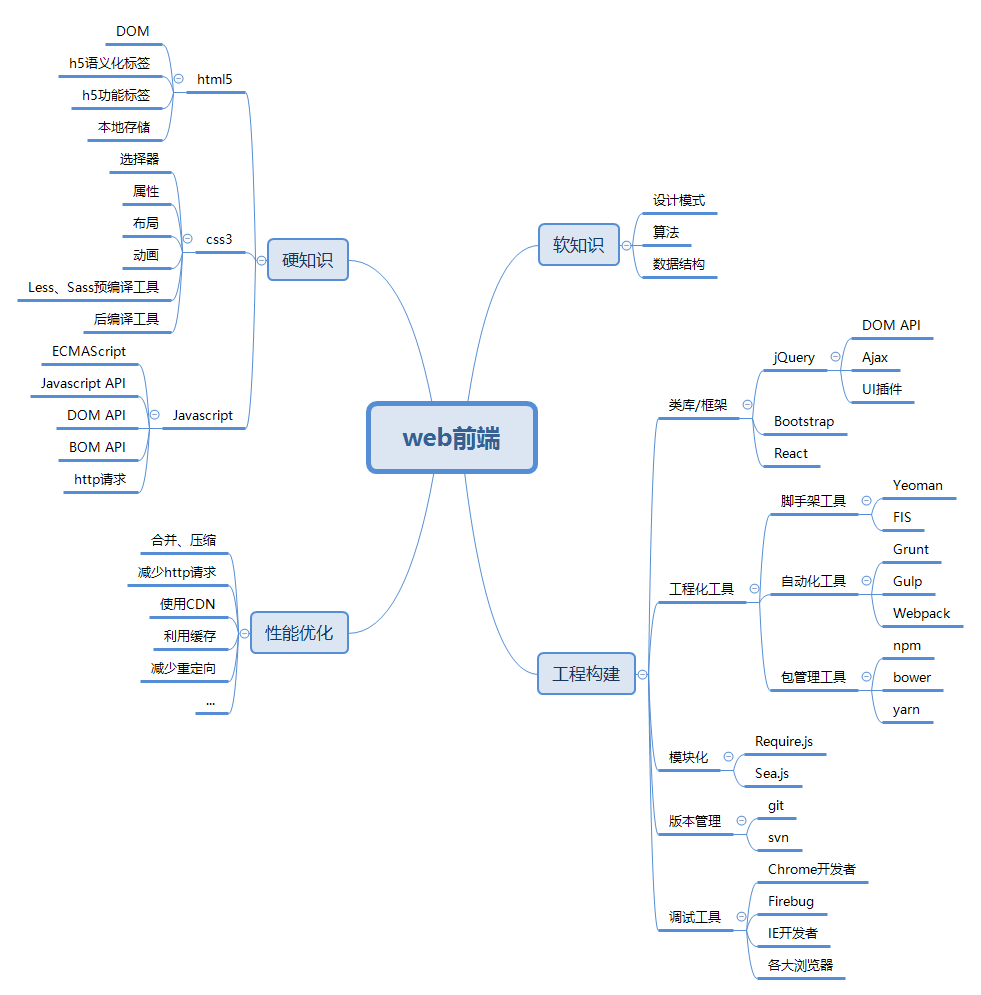 web前端
硬知识
html5
DOM
h5语义化标签
h5功能标签
本地存储
css3
选择器
属性
布局
动画
Less、Sass预编译工具
后编译工具
Javascript
ECMAScript
Javascript API
DOM API
BOM API
http请求
性能优化
合并、压缩
减少http请求
使用CDN
利用缓存
减少重定向
...
软知识
设计模式
算法
数据结构
工程构建
类库/框架
jQuery
DOM API
Ajax
UI插件
Bootstrap
React
工程化工具
脚手架工具
Yeoman
FIS
自动化工具
Grunt
Gulp
Webpack
包管理工具
npm
bower
yarn
模块化
Require.js
Sea.js
版本管理
git
svn
调试工具
Chrome开发者
Firebug
IE开发者
各大浏览器